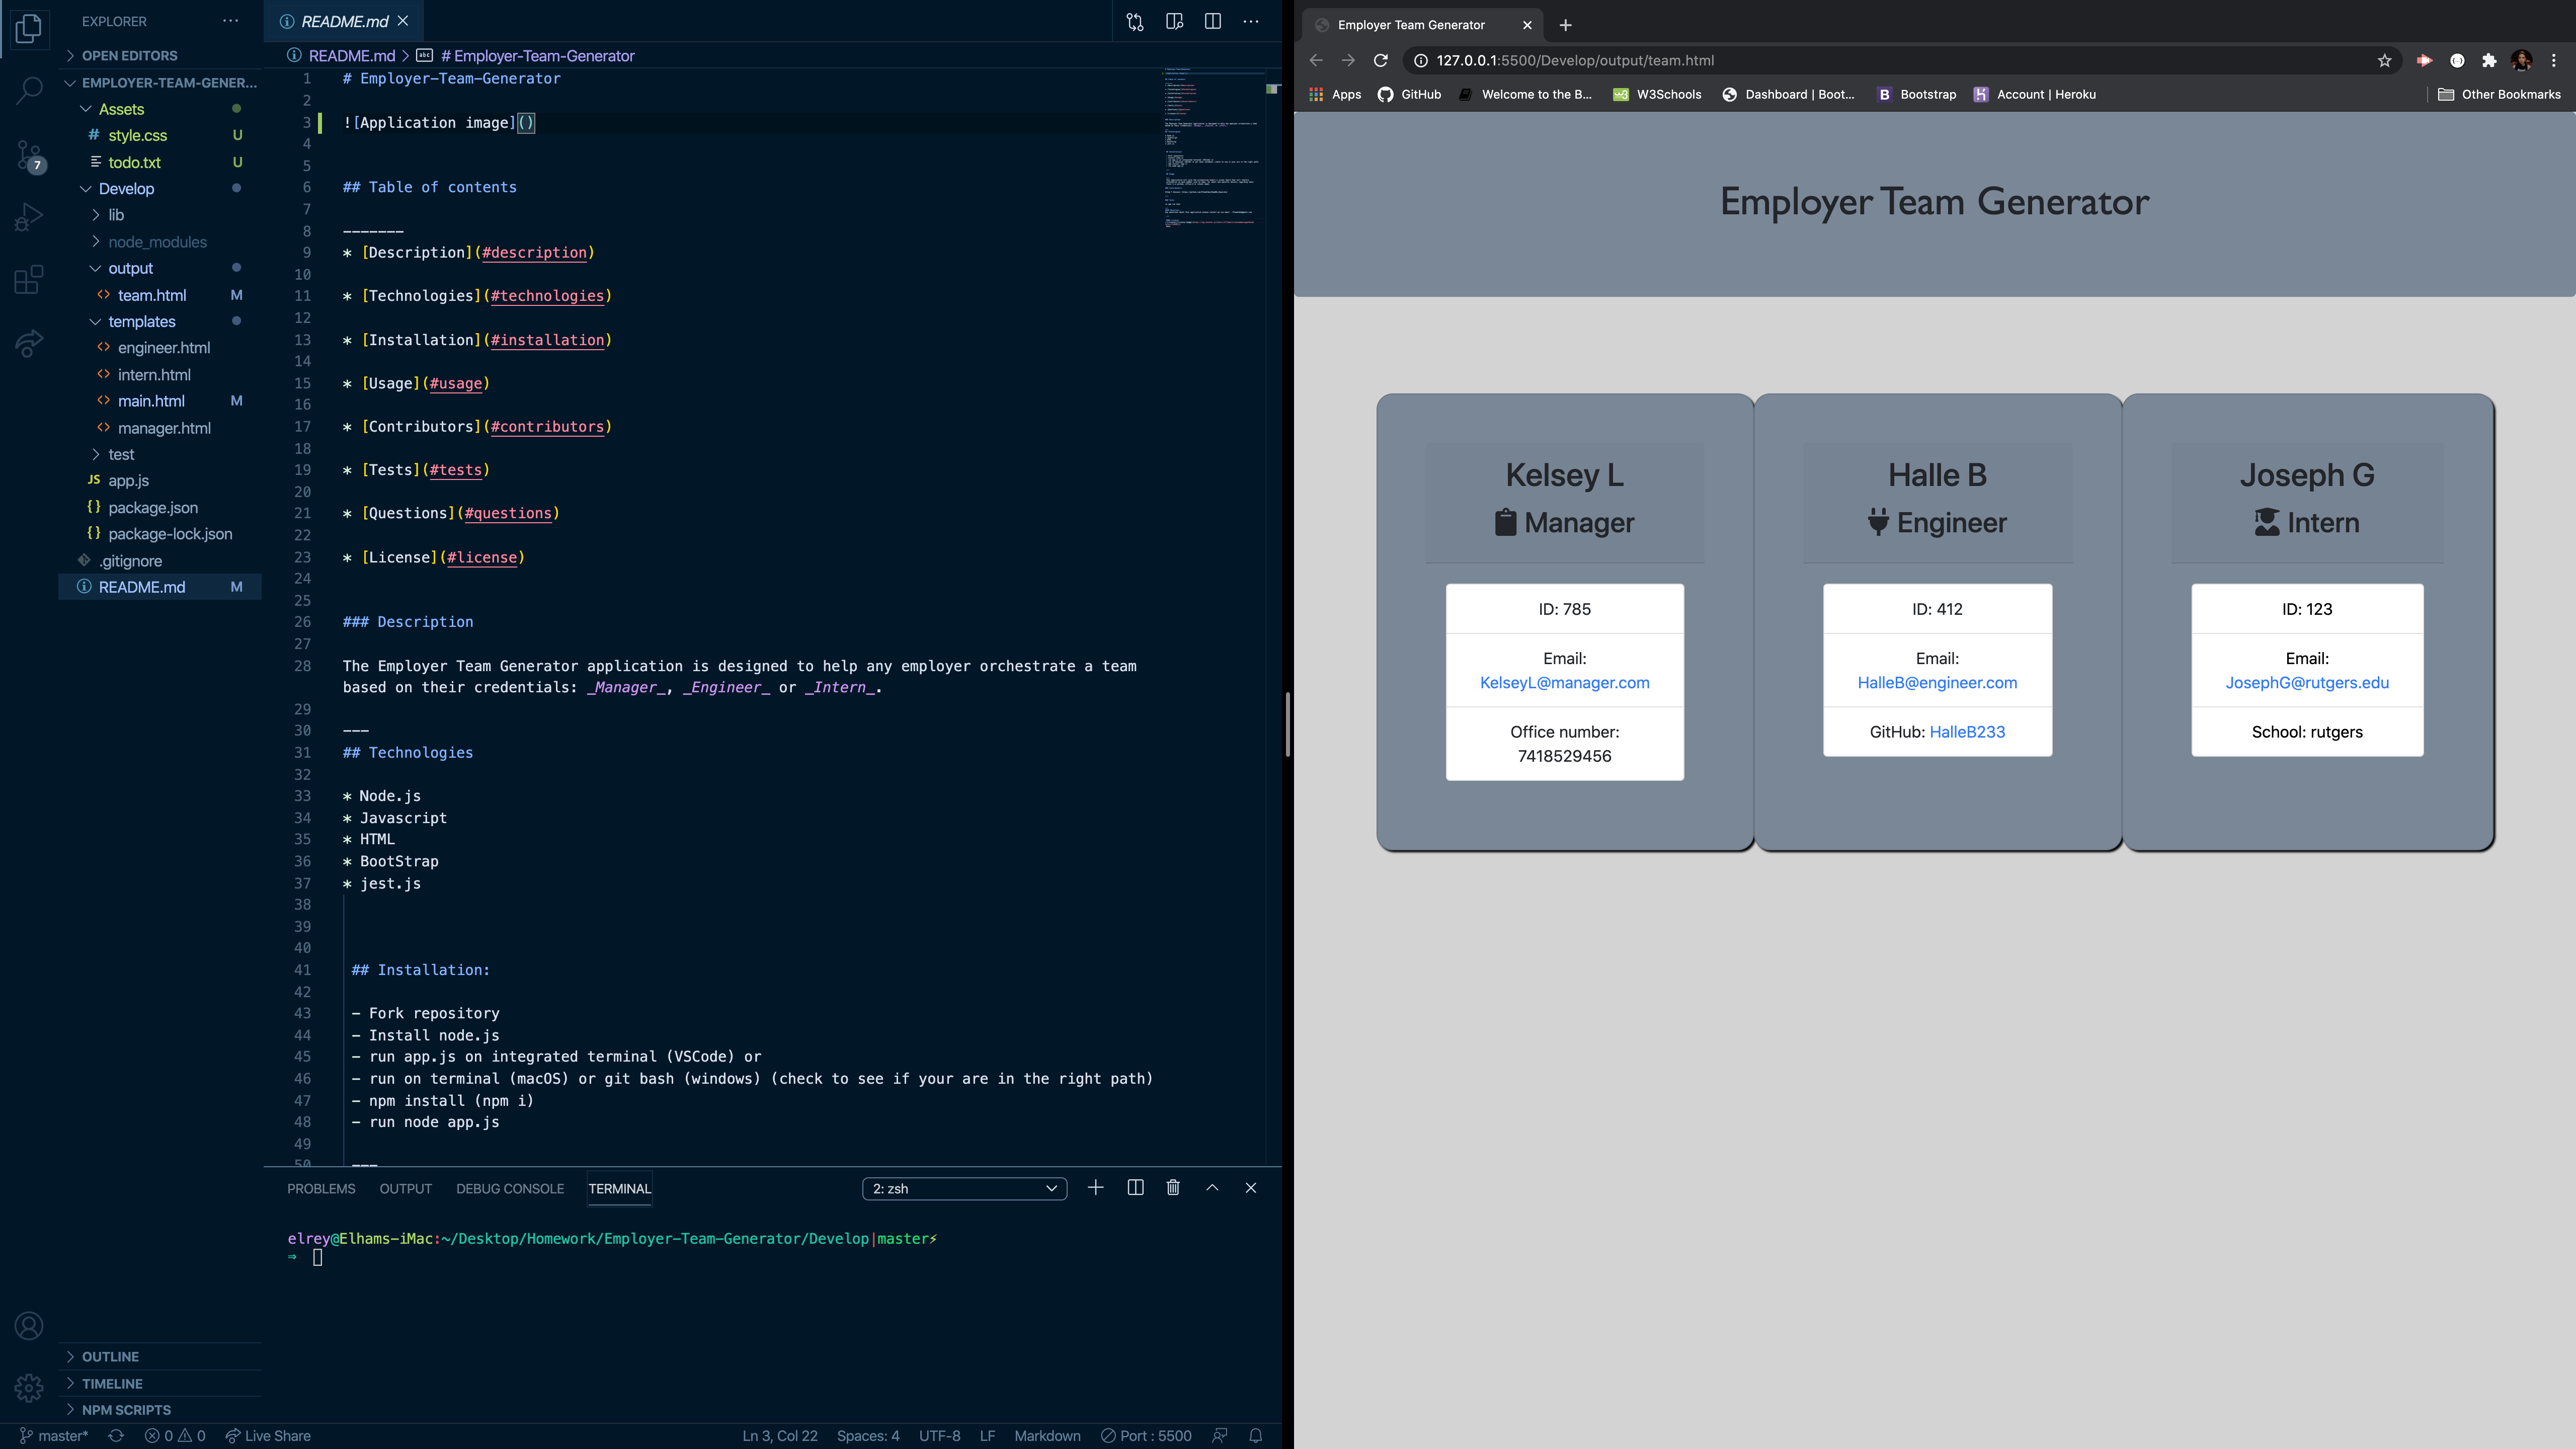 EXPLORER
OPEN EDITORS
EMPLOYER-TEAM-GENER...
Assets
style.css U
todo.txt U
7
Develop
lib
node_modules
output
team.html M
templates
engineer.html
intern.html
main.html M
manager.html
test
JS app.js
{} package.json
{} package-lock.json
.gitignore
README.md M
OUTLINE
TIMELINE
NPM SCRIPTS
README.md
README.md > # Employer-Team-Generator
1 # Employer-Team-Generator
2
3 ![Application image]()
4
5
6 ## Table of contents
7
8 -------
9 * [Description](#description)
10
11 * [Technologies](#technologies)
12
13 * [Installation](#installation)
14
15 * [Usage](#usage)
16
17 * [Contributors](#contributors)
18
19 * [Tests](#tests)
20
21 * [Questions](#questions)
22
23 * [License](#license)
24
25
26 ### Description
27
28 The Employer Team Generator application is designed to help any employer orchestrate a team
based on their credentials: _Manager_, _Engineer_ or _Intern_.
29
30 ---
31 ## Technologies
32
33 * Node.js
34 * Javascript
35 * HTML
36 * BootStrap
37 * jest.js
38
39
40
41 ## Installation:
42
43 - Fork repository
44 - Install node.js
45 - run app.js on integrated terminal (VSCode) or
46 - run on terminal (macOS) or git bash (windows) (check to see if your are in the right path)
47 - npm install (npm i)
48 - run node app.js
49
50 ---
PROBLEMS OUTPUT DEBUG CONSOLE TERMINAL 2: zsh
elrey@Elhams-iMac:~/Desktop/Homework/Employer-Team-Generator/Develop|master⚡
⇒
master* 0 0 Live Share Ln 3, Col 22 Spaces: 4 UTF-8 LF Markdown Port : 5500
Employer Team Generator
127.0.0.1:5500/Develop/output/team.html
Apps GitHub Welcome to the B... W3Schools Dashboard | Boot... Bootstrap Account | Heroku Other Bookmarks
Employer Team Generator
Kelsey L
Manager
ID: 785
Email:
KelseyL@manager.com
Office number:
7418529456
Halle B
Engineer
ID: 412
Email:
HalleB@engineer.com
GitHub: HalleB233
Joseph G
Intern
ID: 123
Email:
JosephG@rutgers.edu
School: rutgers